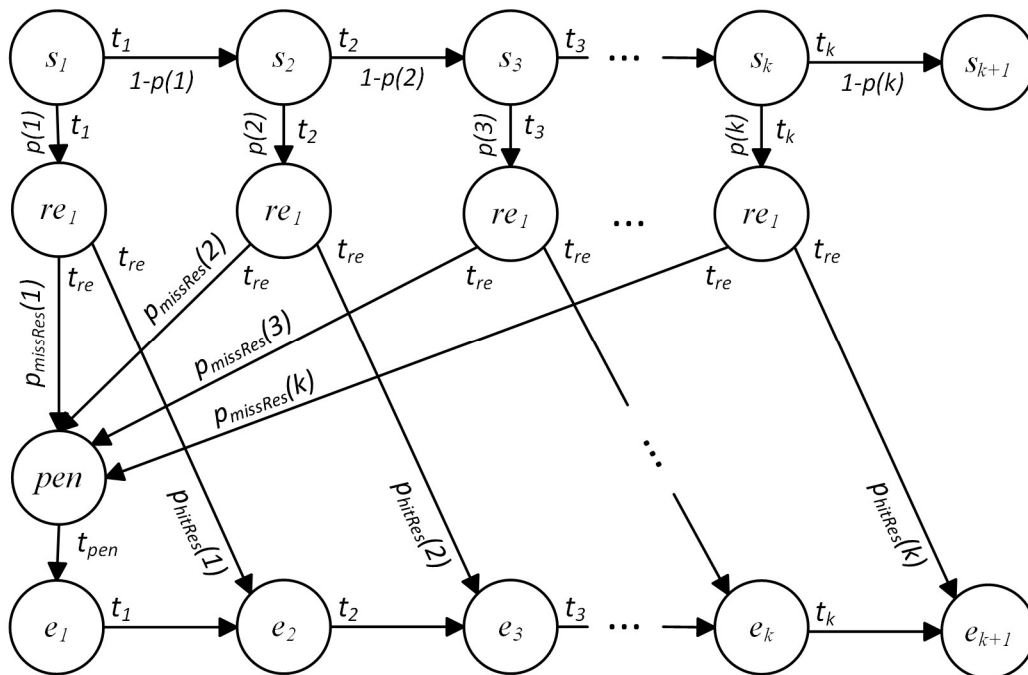 s1 t1 s2 t2 s3 t3 ... sk tk sk+1
1-p(1) 1-p(2) 1-p(k)
p(1) t1 p(2) t2 p(3) t3 p(k) tk
re1 re1 re1 ... re1
tre tre tre tre tre tre tre tre
pmissRes(1) pmissRes(2) pmissRes(3) pmissRes(k)
...
pen
phitRes(1) phitRes(2) phitRes(k)
tpen
e1 t1 e2 t2 e3 t3 ... ek tk ek+1